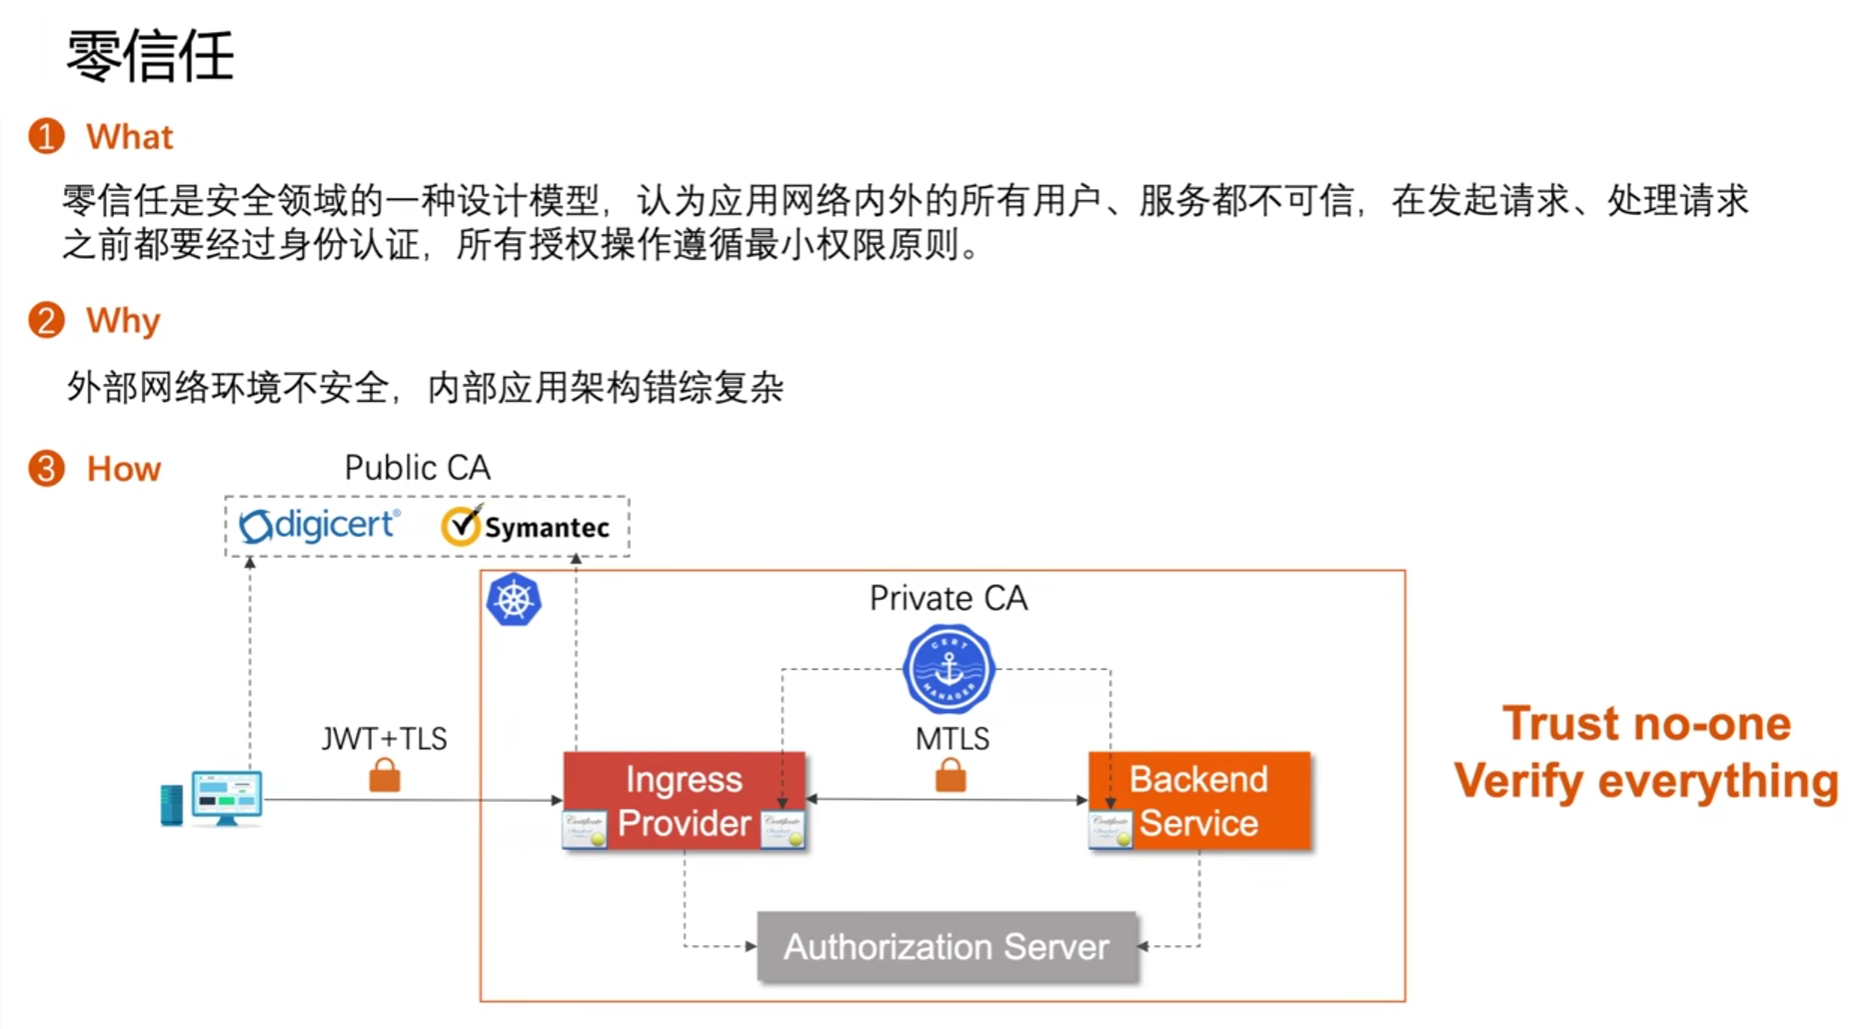 零信任
1 What
零信任是安全领域的一种设计模型，认为应用网络内外的所有用户、服务都不可信，在发起请求、处理请求
之前都要经过身份认证，所有授权操作遵循最小权限原则。
2 Why
外部网络环境不安全，内部应用架构错综复杂
3 How
Public CA
digicert®
Symantec
Private CA
CERT
MANAGER
JWT+TLS
MTLS
Ingress
Provider
Certificate
Certificate
Backend
Service
Certificate
Authorization Server
Trust no-one
Verify everything